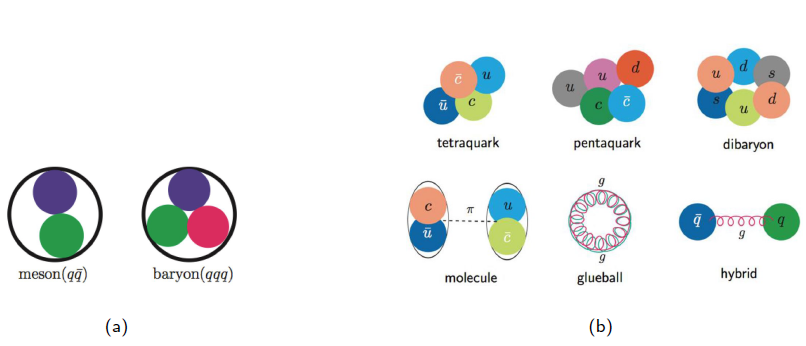 c̄ u
ū c
tetraquark
u u d
c c̄
pentaquark
u d s
s u d
dibaryon
meson(qq̄)
baryon(qqq)
c π u
ū c̄
molecule
g
g
glueball
q̄ g q
hybrid
(a)
(b)